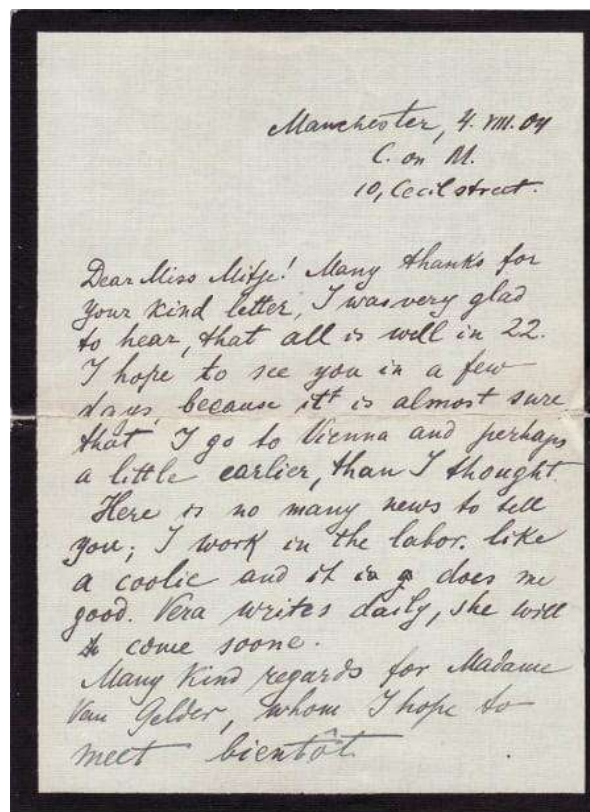 Manchester, 4. VIII. 04
C. on M.
10, Cecil street.
Dear Miss Mitje! Many thanks for
your kind letter, I was very glad
to hear, that all is well in 22.
I hope to see you in a few
days, because it is almost sure
that I go to Vienna and perhaps
a little earlier, than I thought.
Here is no many news to tell
you; I work in the labor. like
a coolie and it does me
good. Vera writes daily, she will
come soone.
Many kind regards for Madame
Van Gelder, whom I hope to
meet bientôt.